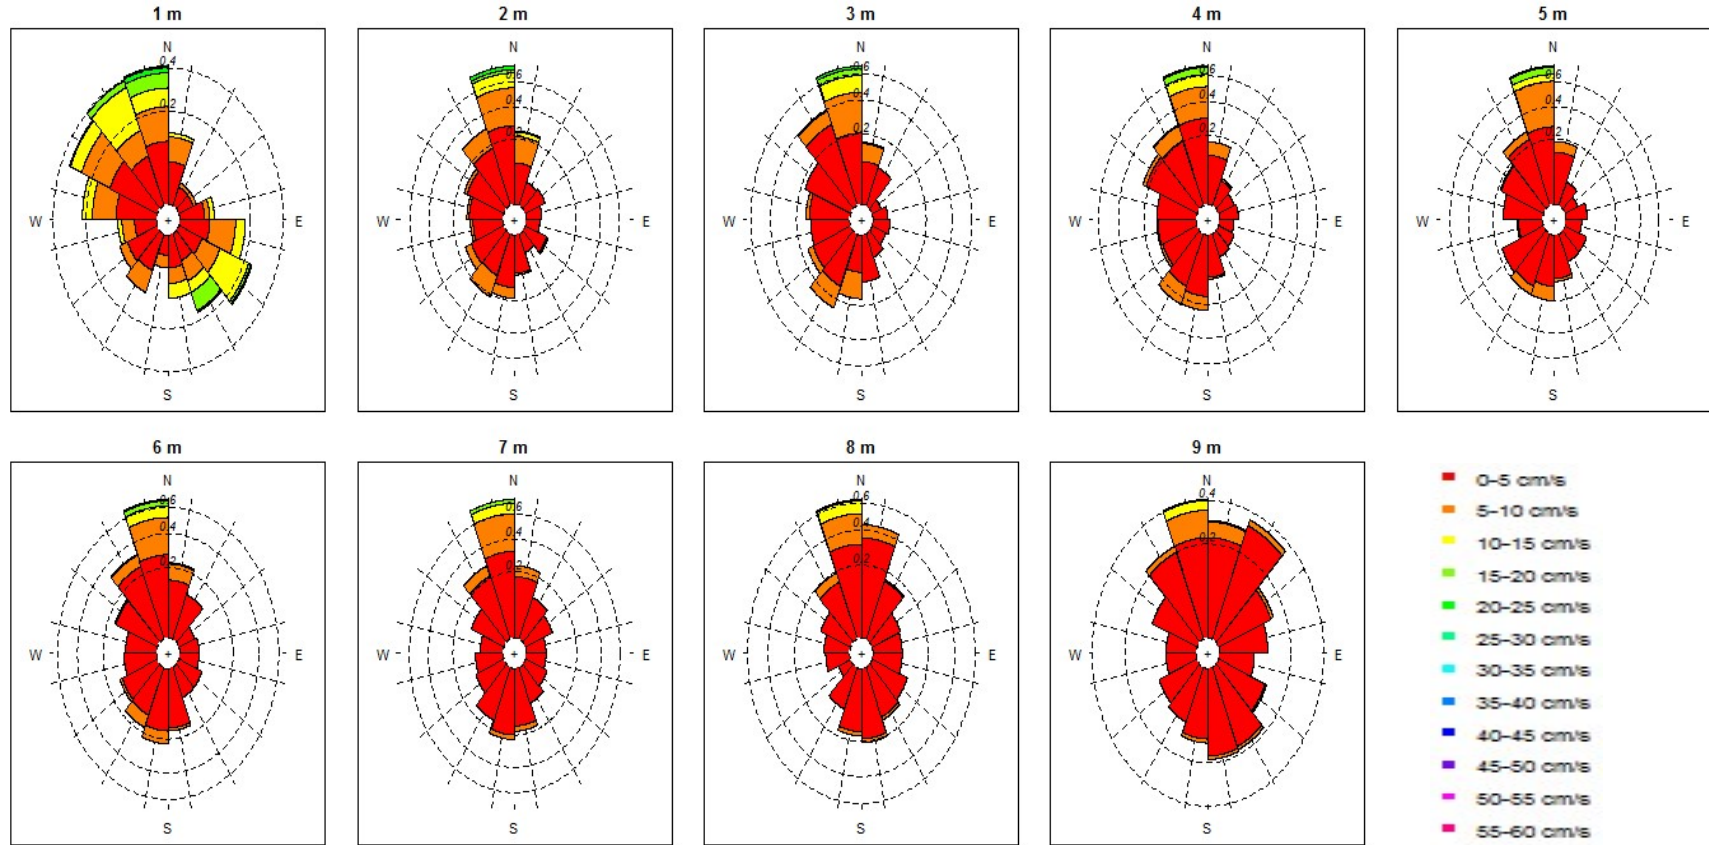 1 m
2 m
3 m
4 m
5 m
N
0.4
0.2
W
E
S
N
0.6
0.4
0.2
W
E
S
N
0.6
0.4
0.2
W
E
S
N
0.6
0.4
0.2
W
E
S
N
0.6
0.4
0.2
W
E
S
6 m
7 m
8 m
9 m
N
0.6
0.4
0.2
W
E
S
N
0.6
0.4
0.2
W
E
S
N
0.6
0.4
0.2
W
E
S
N
0.4
0.2
W
E
S
0-5 cm/s
5-10 cm/s
10-15 cm/s
15-20 cm/s
20-25 cm/s
25-30 cm/s
30-35 cm/s
35-40 cm/s
40-45 cm/s
45-50 cm/s
50-55 cm/s
55-60 cm/s